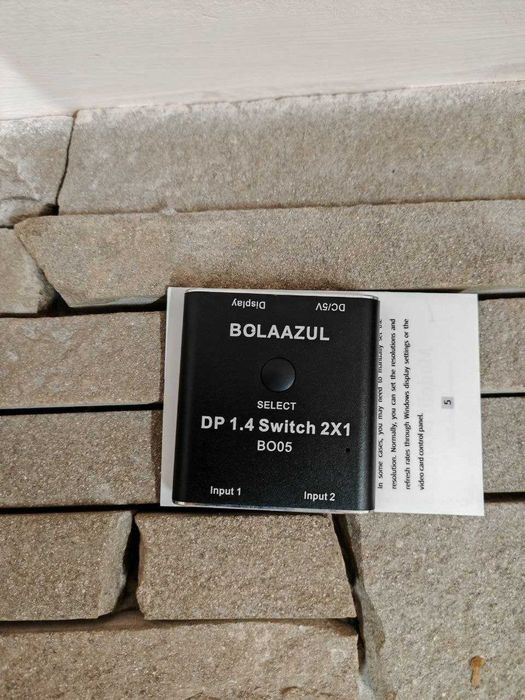 Display DC/5V
BOLAAZUL
SELECT
DP 1.4 Switch 2X1
BO05
Input 1 Input 2
In some cases, you may need to manually set the
resolution. Normally, you can set the resolutions and
refresh rates through Windows display settings or the
video card control panel.
5